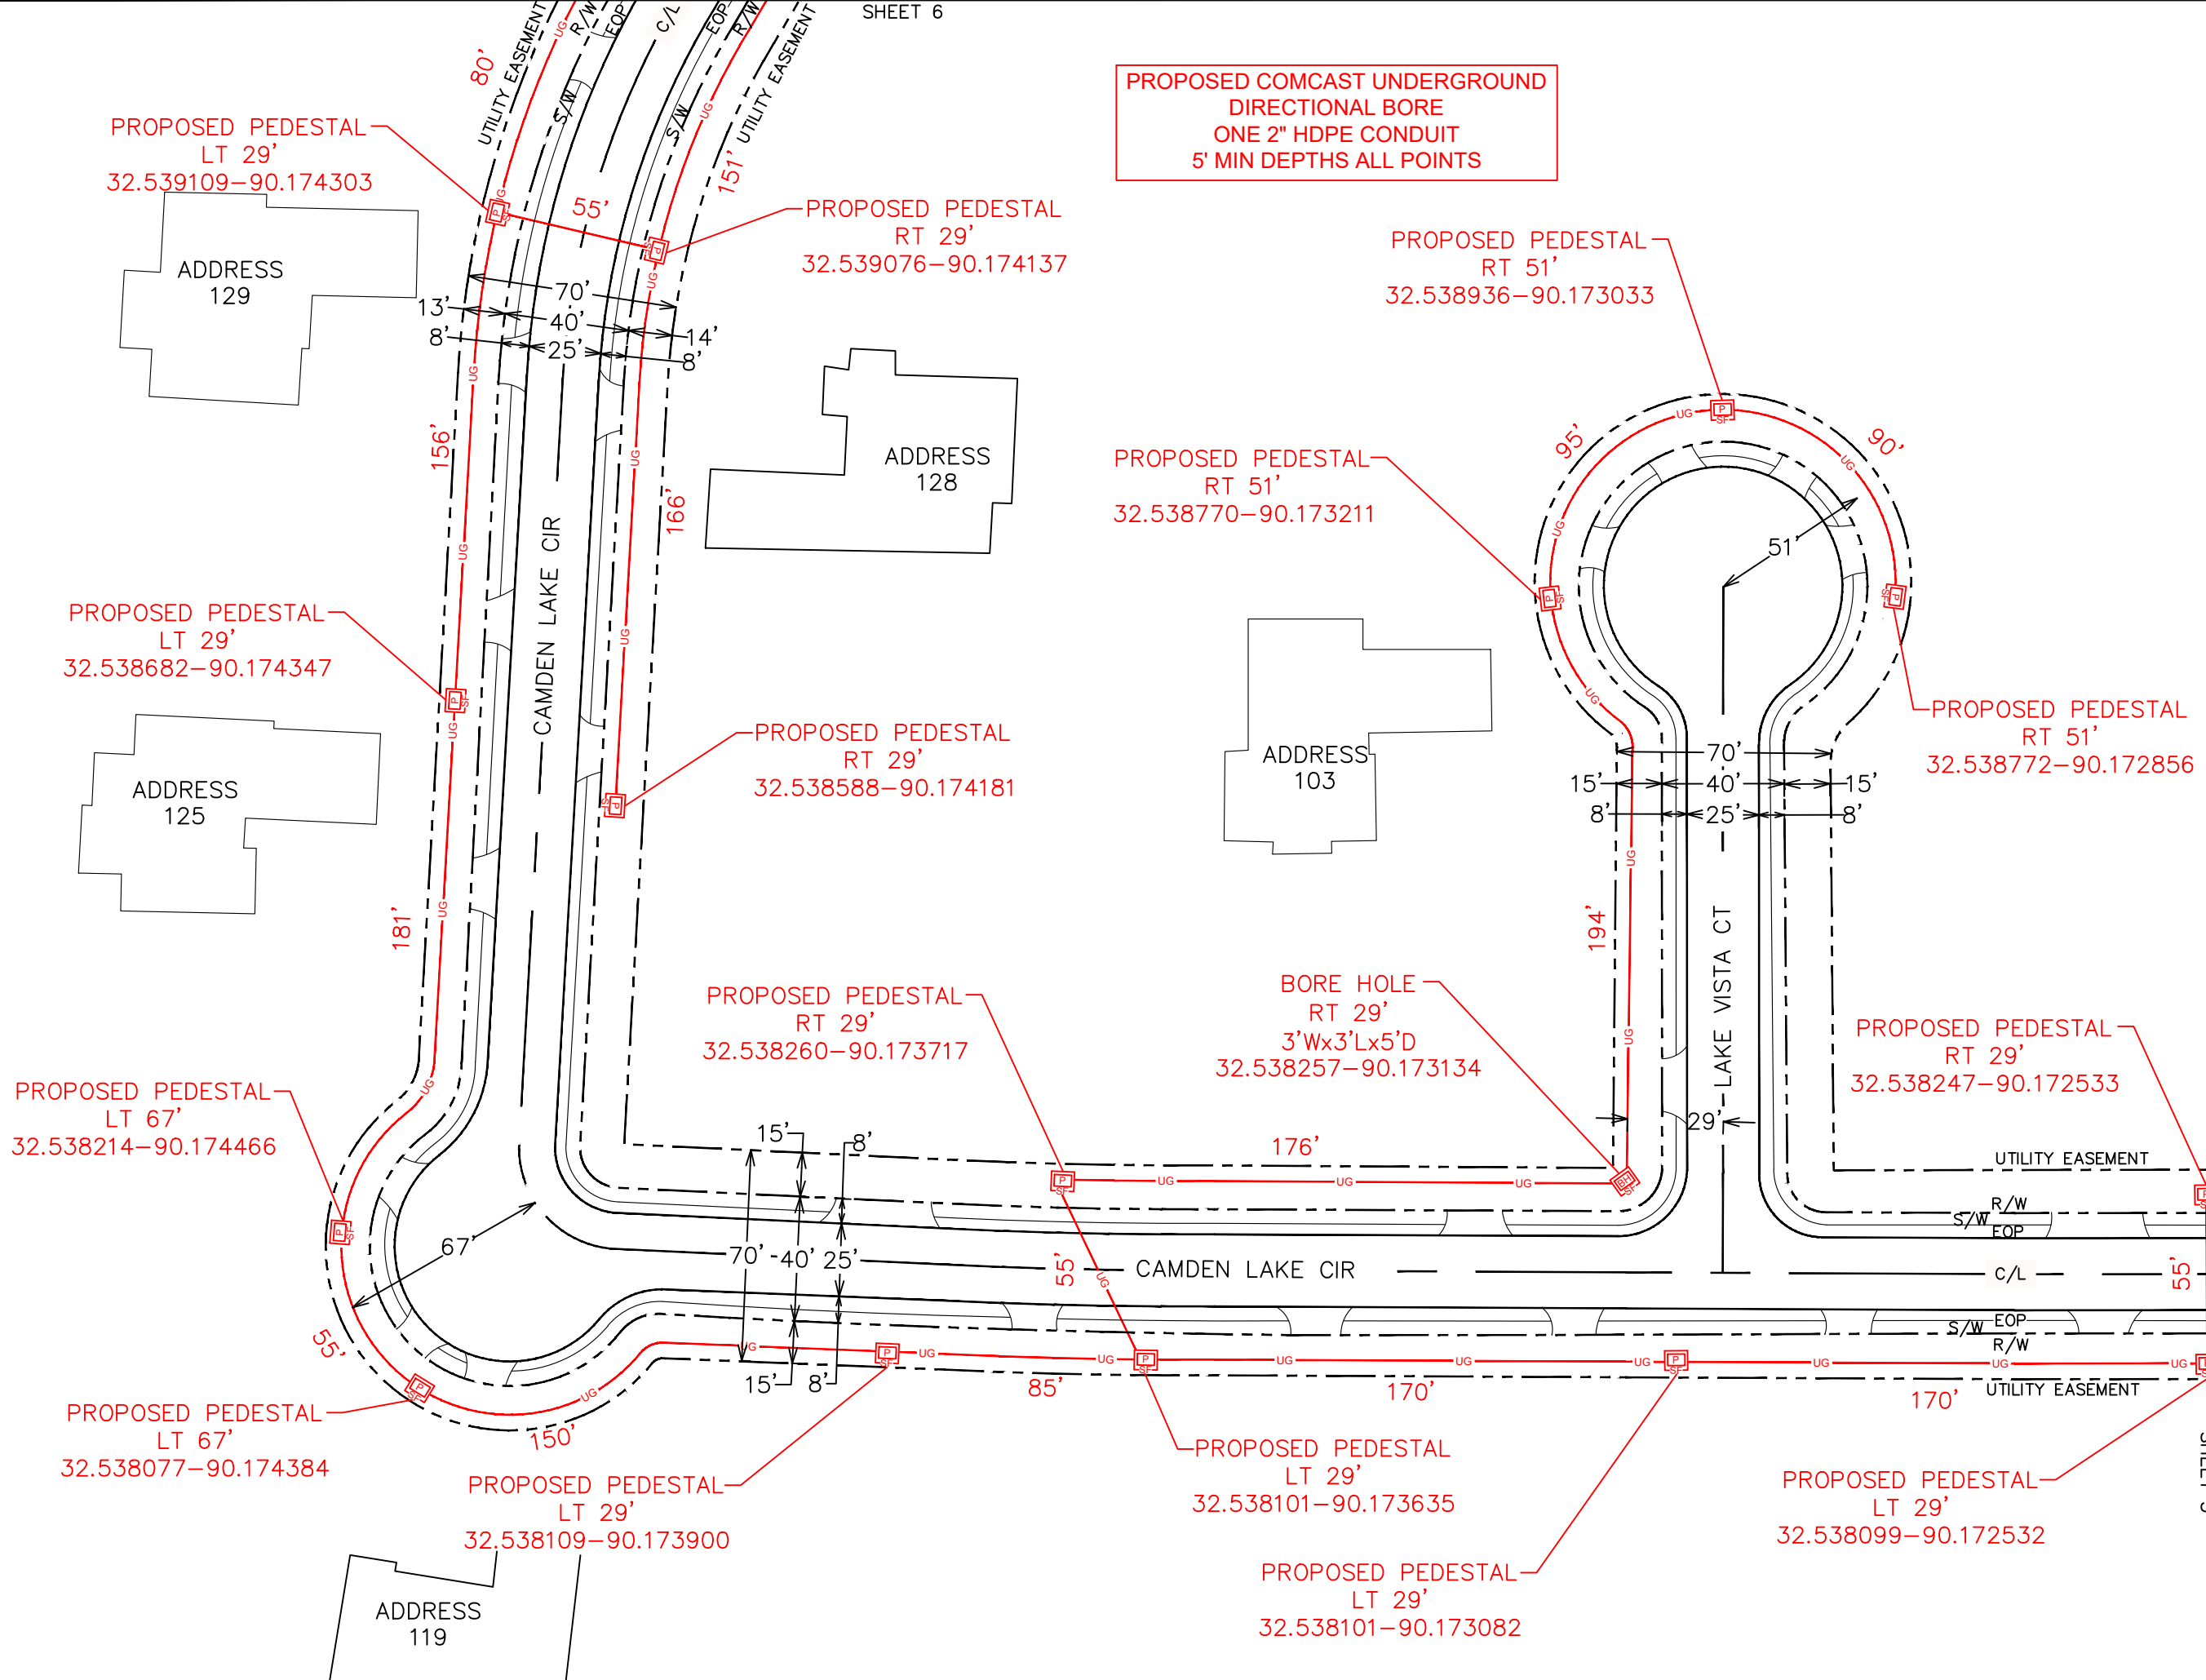 SHEET 6
UTILITY EASEMENT
R/W
EOP
C/L
EOP
R/W
UTILITY EASEMENT
S/W
S/W
UG
UG
80'
151'
PROPOSED COMCAST UNDERGROUND
DIRECTIONAL BORE
ONE 2" HDPE CONDUIT
5' MIN DEPTHS ALL POINTS
PROPOSED PEDESTAL
LT 29'
32.539109-90.174303
55'
PROPOSED PEDESTAL
RT 29'
32.539076-90.174137
PROPOSED PEDESTAL
RT 51'
32.538936-90.173033
ADDRESS
129
70'
13'
40'
14'
8'
25'
8'
156'
166'
ADDRESS
128
PROPOSED PEDESTAL
RT 51'
32.538770-90.173211
95'
90'
51'
CAMDEN LAKE CIR
PROPOSED PEDESTAL
LT 29'
32.538682-90.174347
PROPOSED PEDESTAL
RT 29'
32.538588-90.174181
ADDRESS
103
PROPOSED PEDESTAL
RT 51'
32.538772-90.172856
ADDRESS
125
70'
15'
40'
15'
8'
25'
8'
181'
194'
LAKE VISTA CT
PROPOSED PEDESTAL
RT 29'
32.538260-90.173717
BORE HOLE
RT 29'
3'Wx3'Lx5'D
32.538257-90.173134
PROPOSED PEDESTAL
RT 29'
32.538247-90.172533
PROPOSED PEDESTAL
LT 67'
32.538214-90.174466
29'
15'
8'
176'
UTILITY EASEMENT
R/W
S/W
EOP
67'
70'
40'
25'
55'
CAMDEN LAKE CIR
C/L
55'
EOP
S/W
R/W
UTILITY EASEMENT
55'
15'
8'
85'
170'
170'
150'
PROPOSED PEDESTAL
LT 67'
32.538077-90.174384
PROPOSED PEDESTAL
LT 29'
32.538109-90.173900
PROPOSED PEDESTAL
LT 29'
32.538101-90.173635
PROPOSED PEDESTAL
LT 29'
32.538099-90.172532
PROPOSED PEDESTAL
LT 29'
32.538101-90.173082
ADDRESS
119